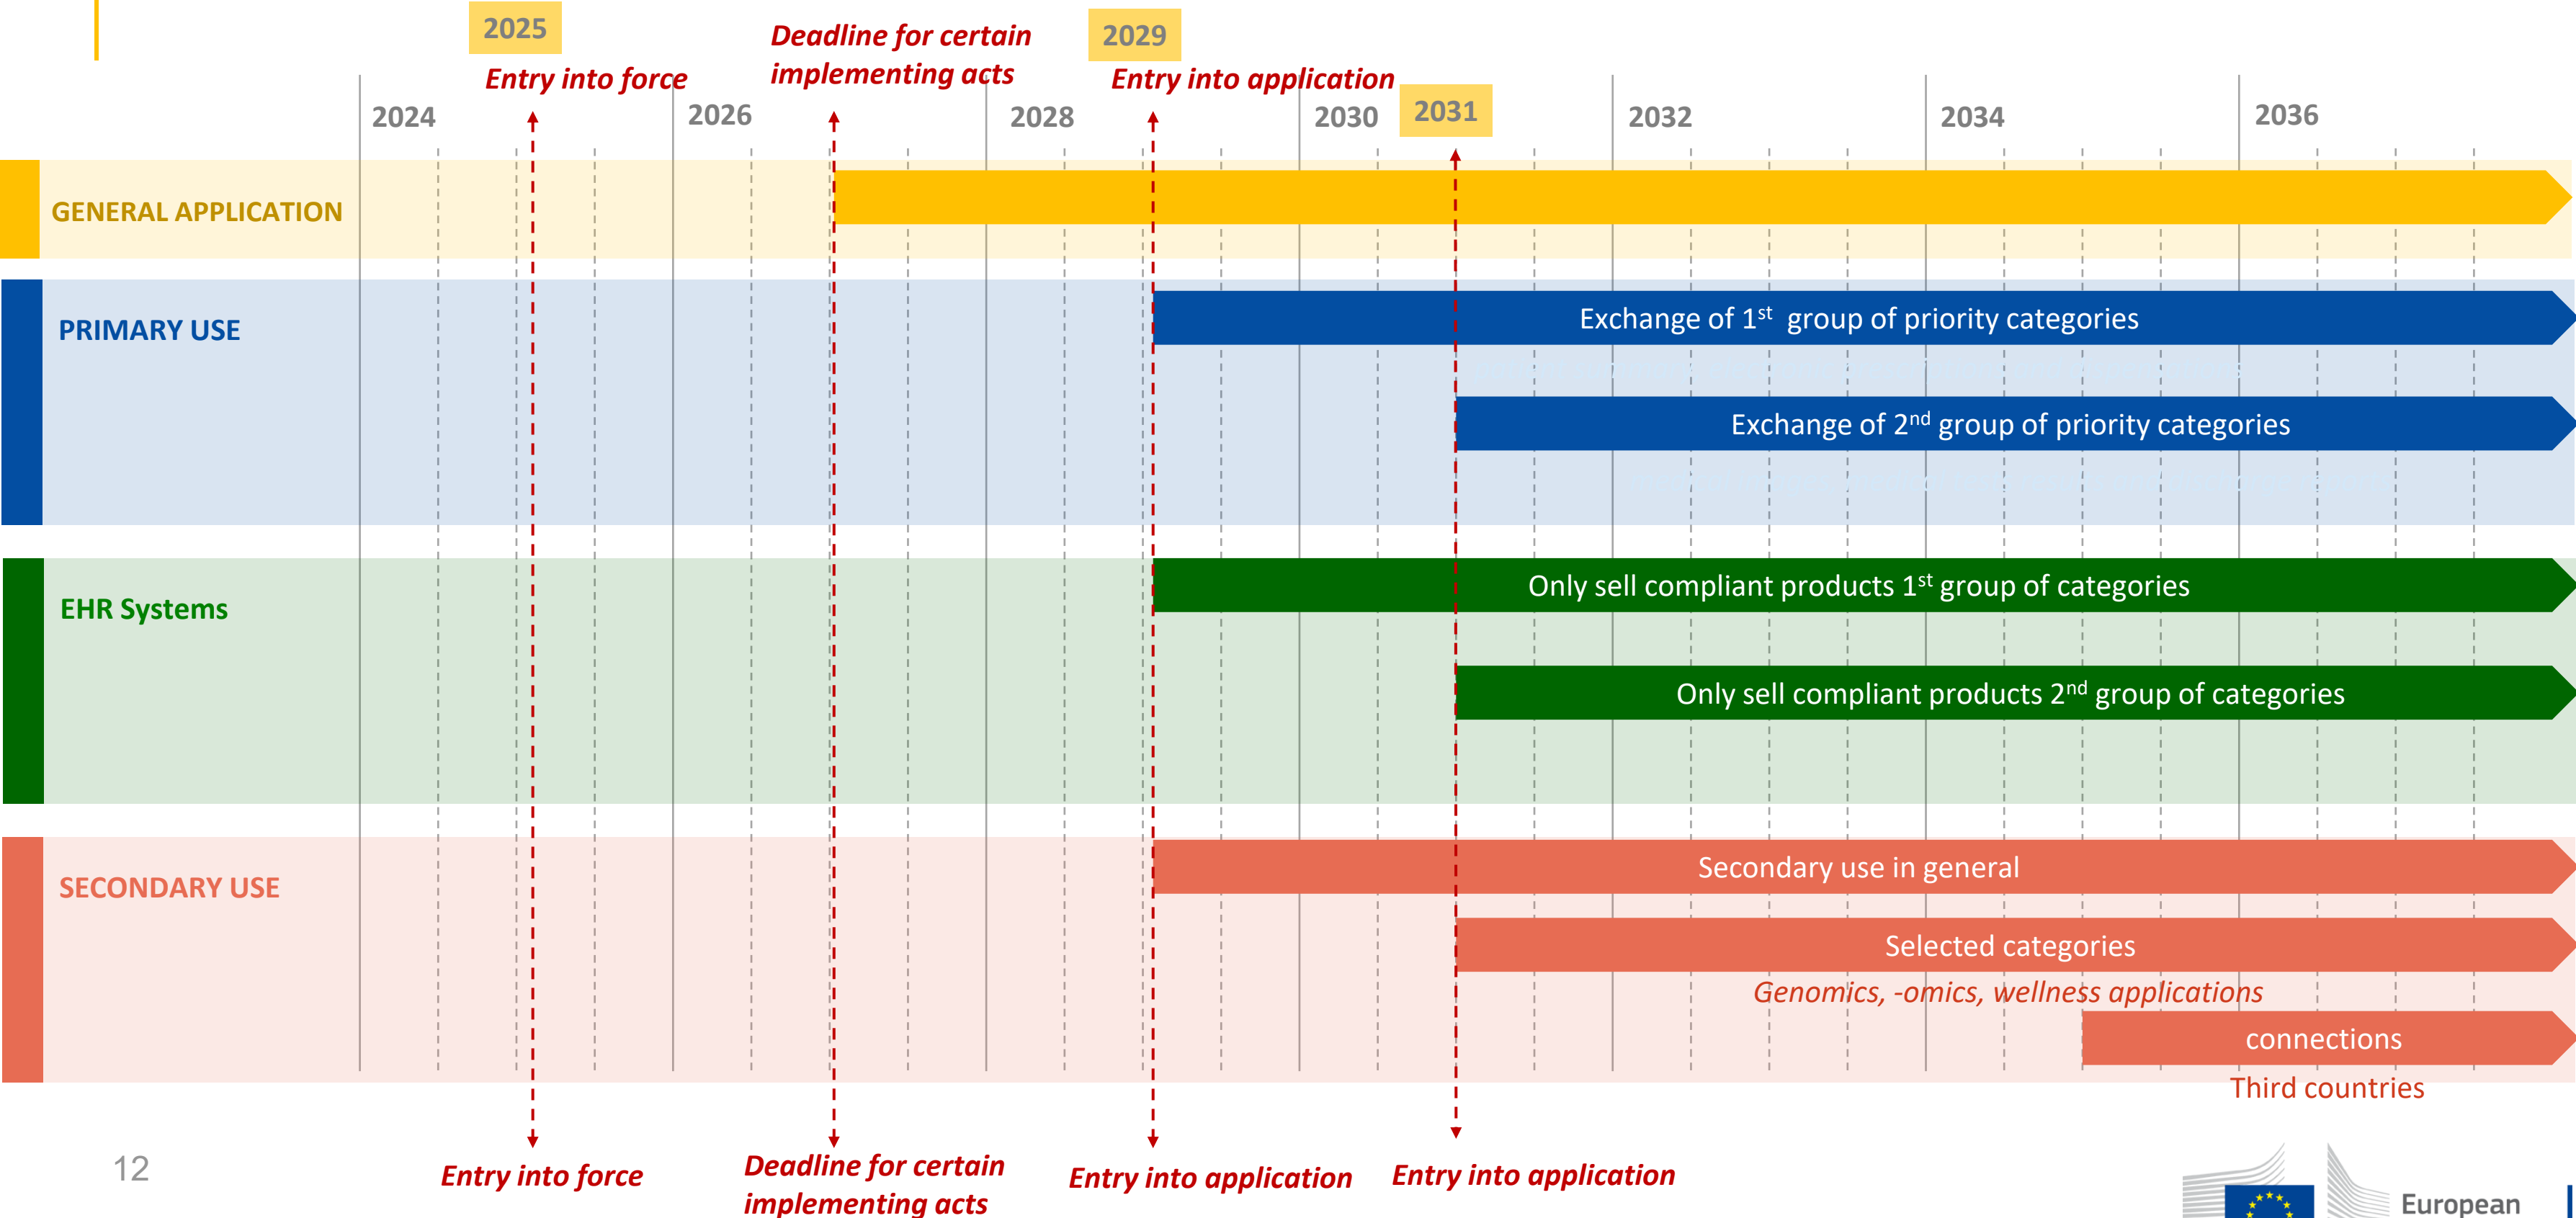 2025
Deadline for certain
implementing acts
2029
Entry into force
Entry into application
2024
2026
2028
2030
2031
2032
2034
2036
GENERAL APPLICATION
PRIMARY USE
Exchange of 1st group of priority categories
Exchange of 2nd group of priority categories
EHR Systems
Only sell compliant products 1st group of categories
Only sell compliant products 2nd group of categories
SECONDARY USE
Secondary use in general
Selected categories
Genomics, -omics, wellness applications
connections
Third countries
12
Entry into force
Deadline for certain
implementing acts
Entry into application
Entry into application
European